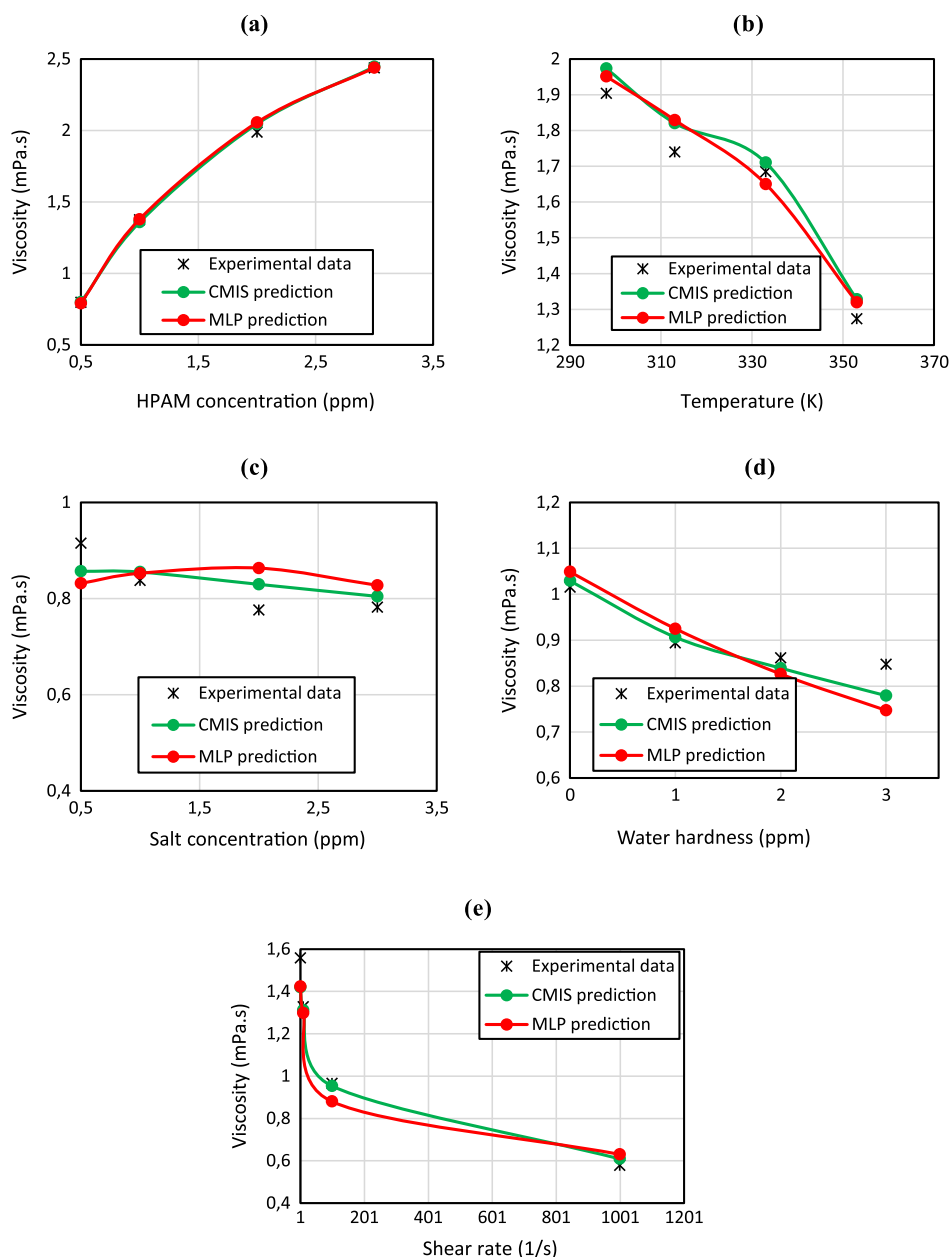 (a)
2,5
2
1,5
1
0,5
Viscosity (mPa.s)
Experimental data
CMIS prediction
MLP prediction
0,5 1,5 2,5 3,5
HPAM concentration (ppm)
(b)
2
1,9
1,8
1,7
1,6
1,5
1,4
1,3
1,2
Viscosity (mPa.s)
Experimental data
CMIS prediction
MLP prediction
290 310 330 350 370
Temperature (K)
(c)
1
0,8
0,6
0,4
Viscosity (mPa.s)
Experimental data
CMIS prediction
MLP prediction
0,5 1,5 2,5 3,5
Salt concentration (ppm)
(d)
1,2
1,1
1
0,9
0,8
0,7
0,6
Viscosity (mPa.s)
Experimental data
CMIS prediction
MLP prediction
0 1 2 3
Water hardness (ppm)
(e)
1,6
1,4
1,2
1
0,8
0,6
0,4
Viscosity (mPa.s)
Experimental data
CMIS prediction
MLP prediction
1 201 401 601 801 1001 1201
Shear rate (1/s)